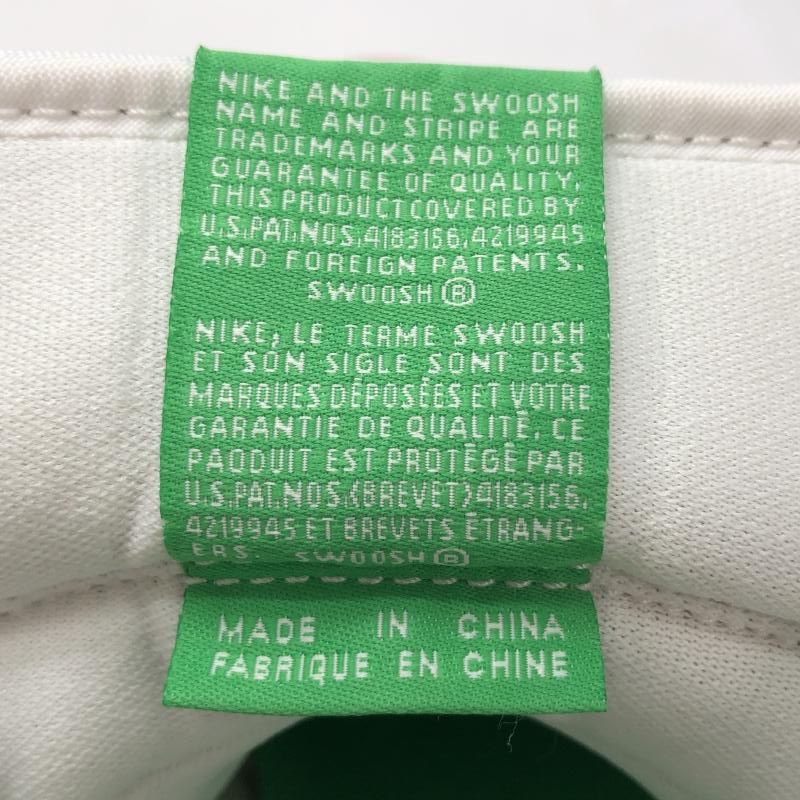 NIKE AND THE SWOOSH
NAME AND STRIPE ARE
TRADEMARKS AND YOUR
GUARANTEE OF QUALITY,
THIS PRODUCT COVERED BY
U.S.PAT.NOS.4183156,4219945
AND FOREIGN PATENTS.
SWOOSH®
NIKE, LE TERME SWOOSH
ET SON SIGLE SONT DES
MARQUES DÉPOSÉES ET VOTRE
GARANTIE DE QUALITÉ. CE
PAODUIT EST PROTÉGÉ PAR
U.S.PAT.NOS.(BREVET)4183156,
4219945 ET BREVETS ÉTRANG-
ERS. SWOOSH®
MADE IN CHINA
FABRIQUE EN CHINE